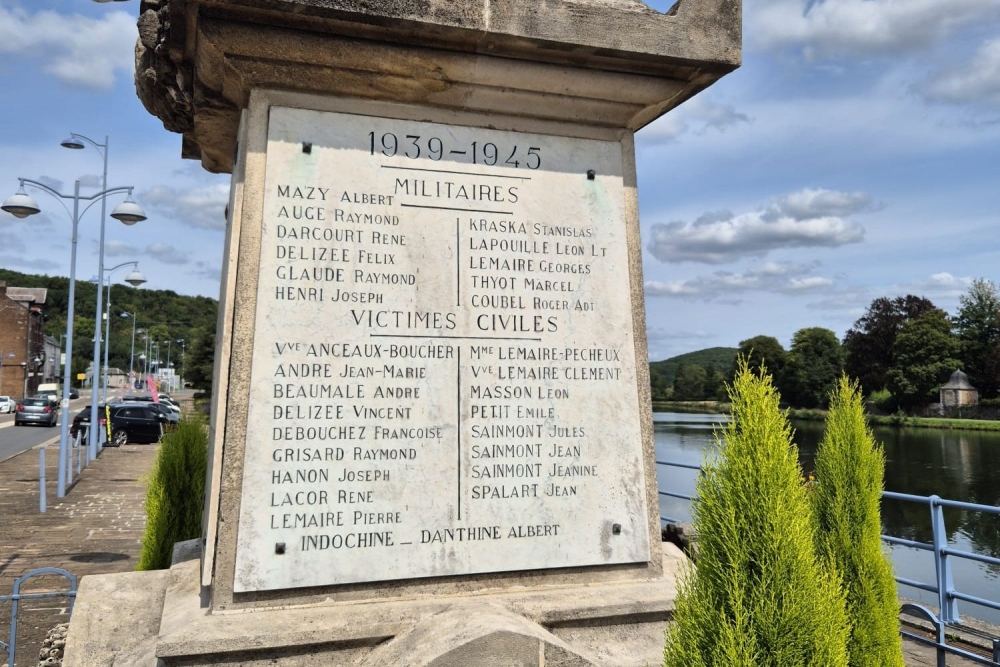 1939-1945
MILITAIRES
MAZY ALBERT
AUGE RAYMOND
DARCOURT RENE
DELIZEE FELIX
GLAUDE RAYMOND
HENRI JOSEPH
KRASKA STANISLAS
LAPOUILLE LEON LT
LEMAIRE GEORGES
THYOT MARCEL
COUBEL ROGER ADT
VICTIMES CIVILES
VVE ANCEAUX-BOUCHER
ANDRE JEAN-MARIE
BEAUMALE ANDRE
DELIZEE VINCENT
DEBOUCHEZ FRANCOISE
GRISARD RAYMOND
HANON JOSEPH
LACOR RENE
LEMAIRE PIERRE
MME LEMAIRE-PECHEUX
VVE LEMAIRE CLEMENT
MASSON LEON
PETIT EMILE
SAINMONT JULES
SAINMONT JEAN
SAINMONT JEANINE
SPALART JEAN
INDOCHINE _ DANTHINE ALBERT